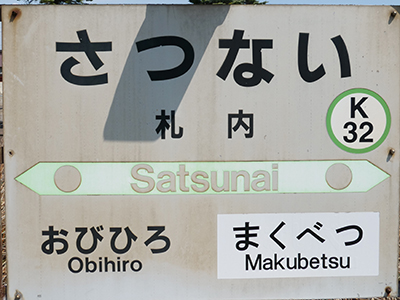 さつない
札内
K
32
Satsunai
おびひろ
Obihiro
まくべつ
Makubetsu